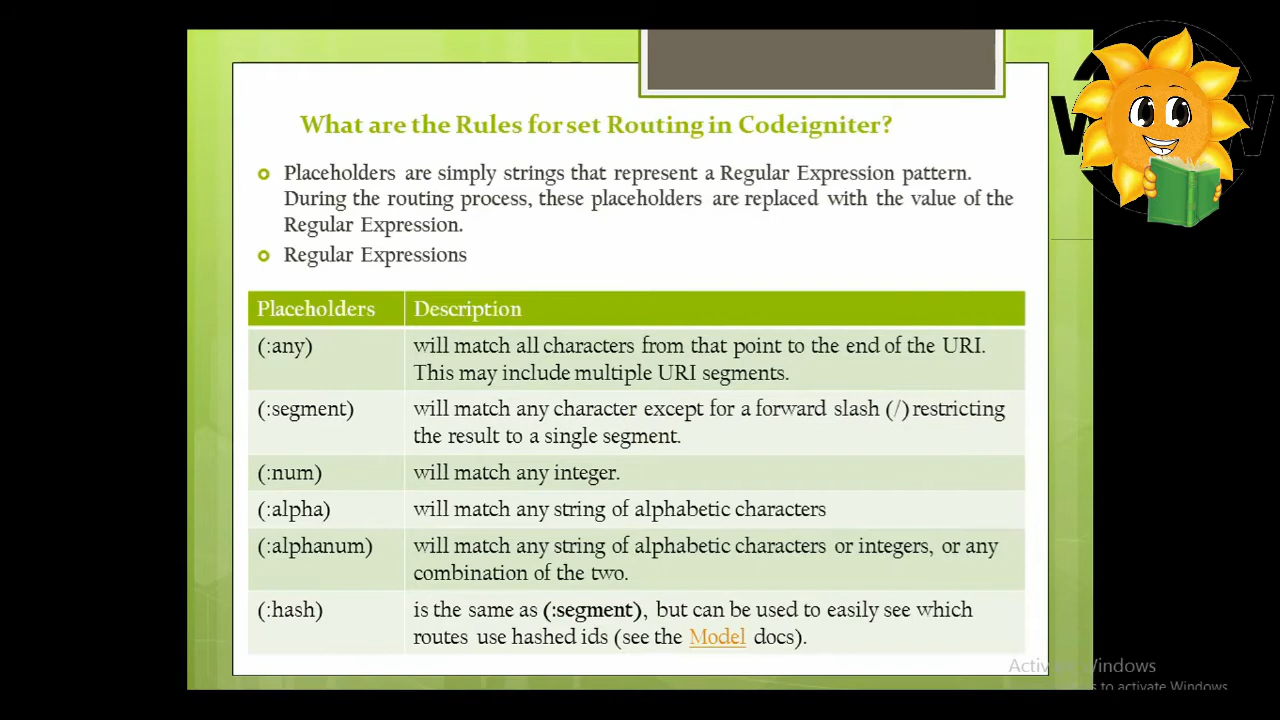 What are the Rules for set Routing in Codeigniter?
Placeholders are simply strings that represent a Regular Expression pattern.
During the routing process, these placeholders are replaced with the value of the
Regular Expression.
Regular Expressions
Placeholders Description
(:any) will match all characters from that point to the end of the URI.
This may include multiple URI segments.
(:segment) will match any character except for a forward slash (/) restricting
the result to a single segment.
(:num) will match any integer.
(:alpha) will match any string of alphabetic characters
(:alphanum) will match any string of alphabetic characters or integers, or any
combination of the two.
(:hash) is the same as (:segment), but can be used to easily see which
routes use hashed ids (see the Model docs).
Windows
to activate Windows